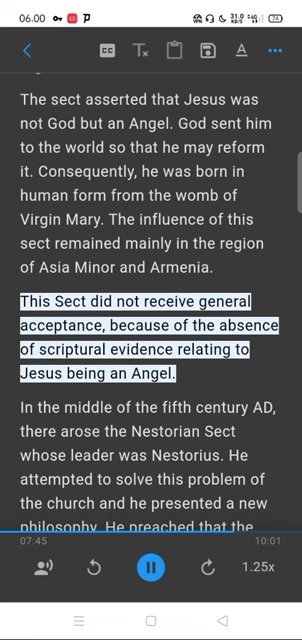 06.00
31.0 KB/S
74
CC
A
The sect asserted that Jesus was
not God but an Angel. God sent him
to the world so that he may reform
it. Consequently, he was born in
human form from the womb of
Virgin Mary. The influence of this
sect remained mainly in the region
of Asia Minor and Armenia.
This Sect did not receive general
acceptance, because of the absence
of scriptural evidence relating to
Jesus being an Angel.
In the middle of the fifth century AD,
there arose the Nestorian Sect
whose leader was Nestorius. He
attempted to solve this problem of
the church and he presented a new
philosophy. He preached that the
07:45
10:01
1.25x